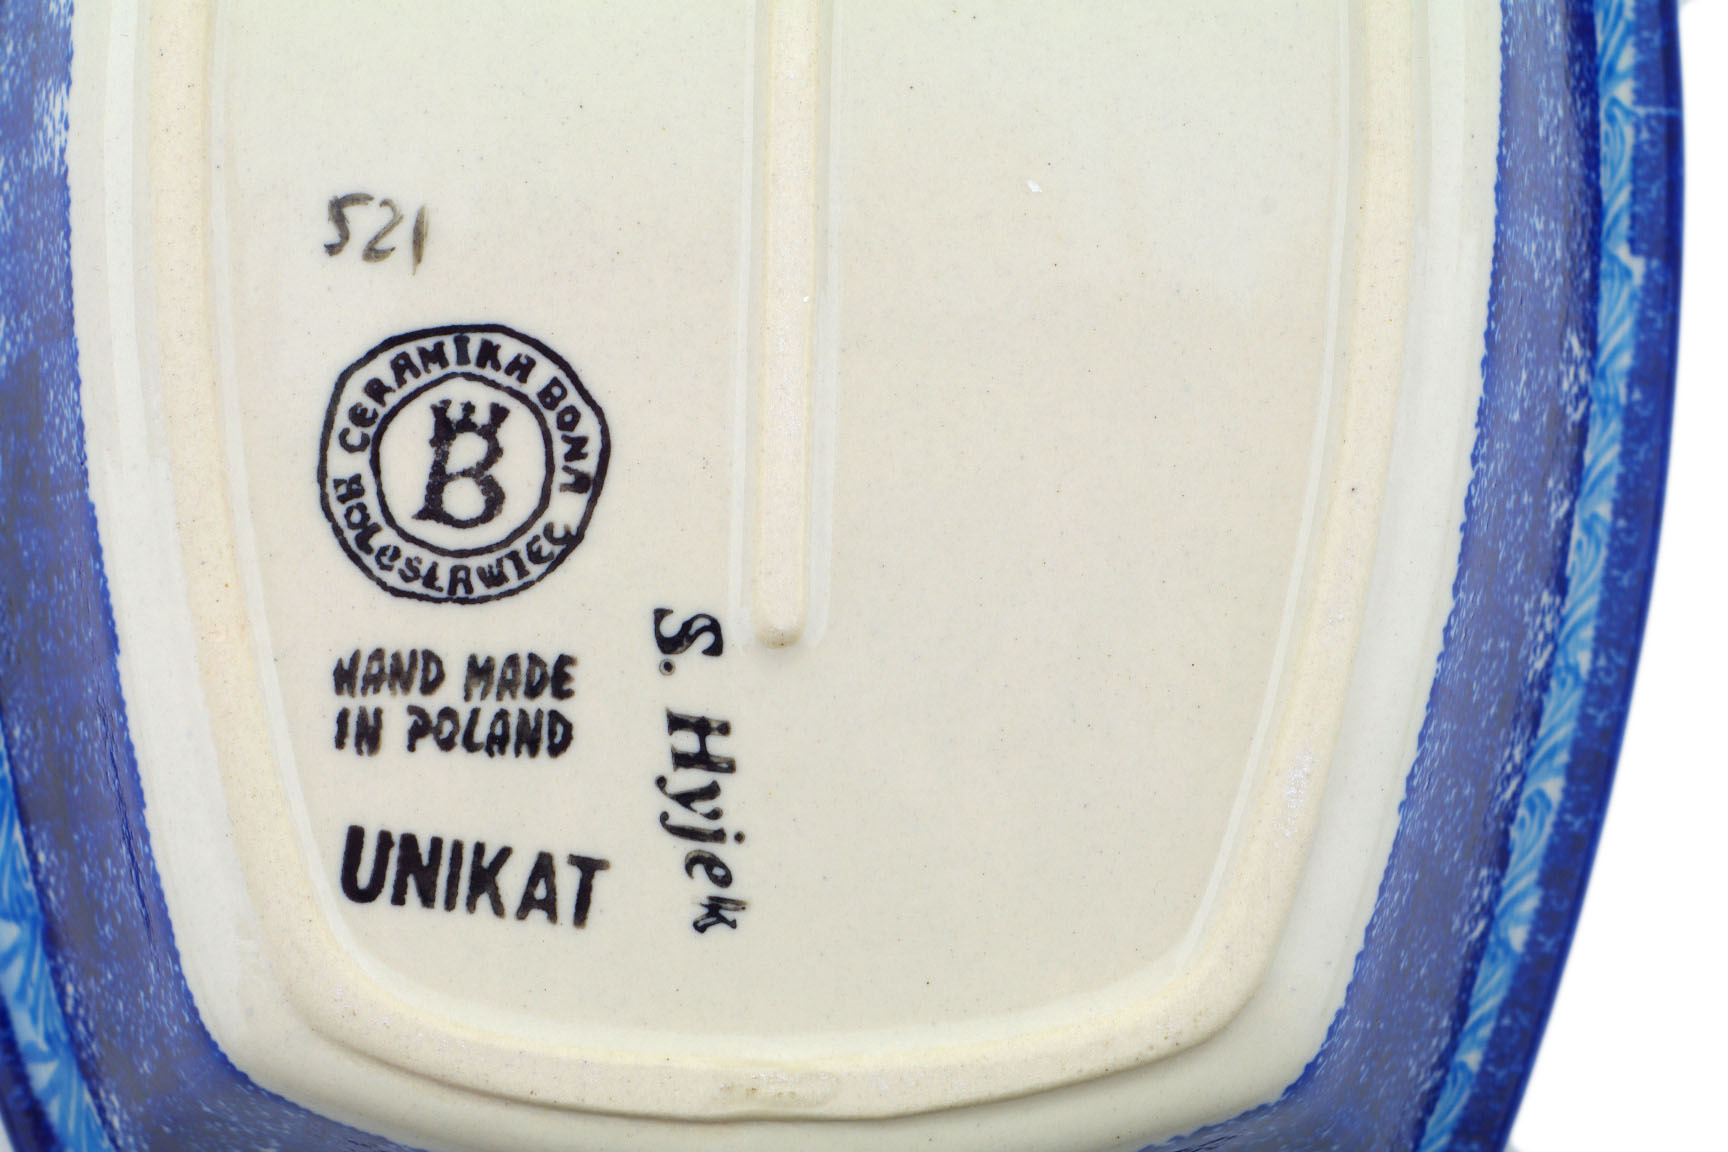 521
CERAMIKA BONA
BOLESŁAWIEC
B
HAND MADE
IN POLAND
UNIKAT
S. Hyjek